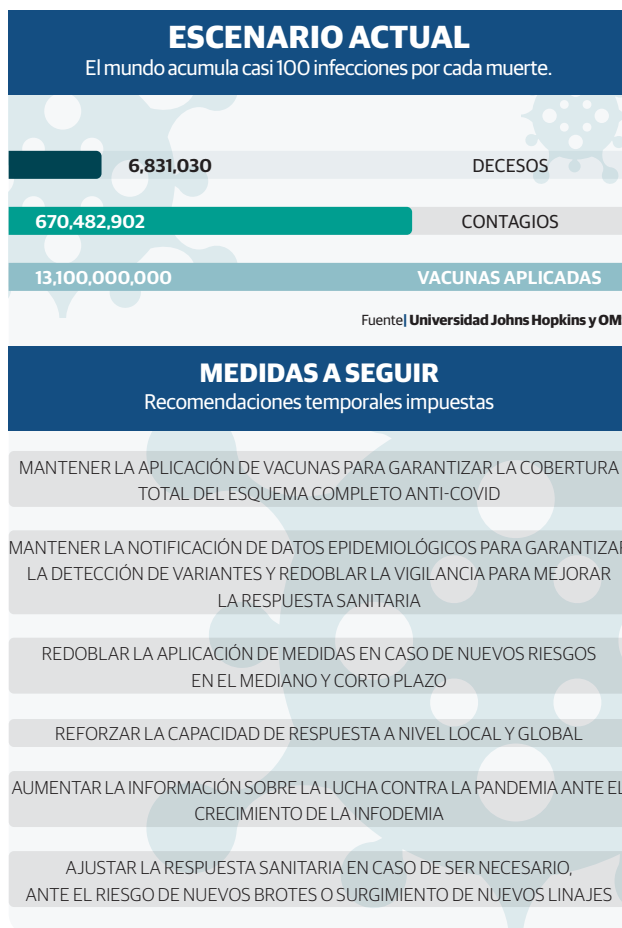 ESCENARIO ACTUAL
El mundo acumula casi 100 infecciones por cada muerte.
6,831,030 DECESOS
670,482,902 CONTAGIOS
13,100,000,000 VACUNAS APLICADAS
Fuente| Universidad Johns Hopkins y OM
MEDIDAS A SEGUIR
Recomendaciones temporales impuestas
MANTENER LA APLICACIÓN DE VACUNAS PARA GARANTIZAR LA COBERTURA
TOTAL DEL ESQUEMA COMPLETO ANTI-COVID
MANTENER LA NOTIFICACIÓN DE DATOS EPIDEMIOLÓGICOS PARA GARANTIZAR
LA DETECCIÓN DE VARIANTES Y REDOBLAR LA VIGILANCIA PARA MEJORAR
LA RESPUESTA SANITARIA
REDOBLAR LA APLICACIÓN DE MEDIDAS EN CASO DE NUEVOS RIESGOS
EN EL MEDIANO Y CORTO PLAZO
REFORZAR LA CAPACIDAD DE RESPUESTA A NIVEL LOCAL Y GLOBAL
AUMENTAR LA INFORMACIÓN SOBRE LA LUCHA CONTRA LA PANDEMIA ANTE EL
CRECIMIENTO DE LA INFODEMIA
AJUSTAR LA RESPUESTA SANITARIA EN CASO DE SER NECESARIO,
ANTE EL RIESGO DE NUEVOS BROTES O SURGIMIENTO DE NUEVOS LINAJES